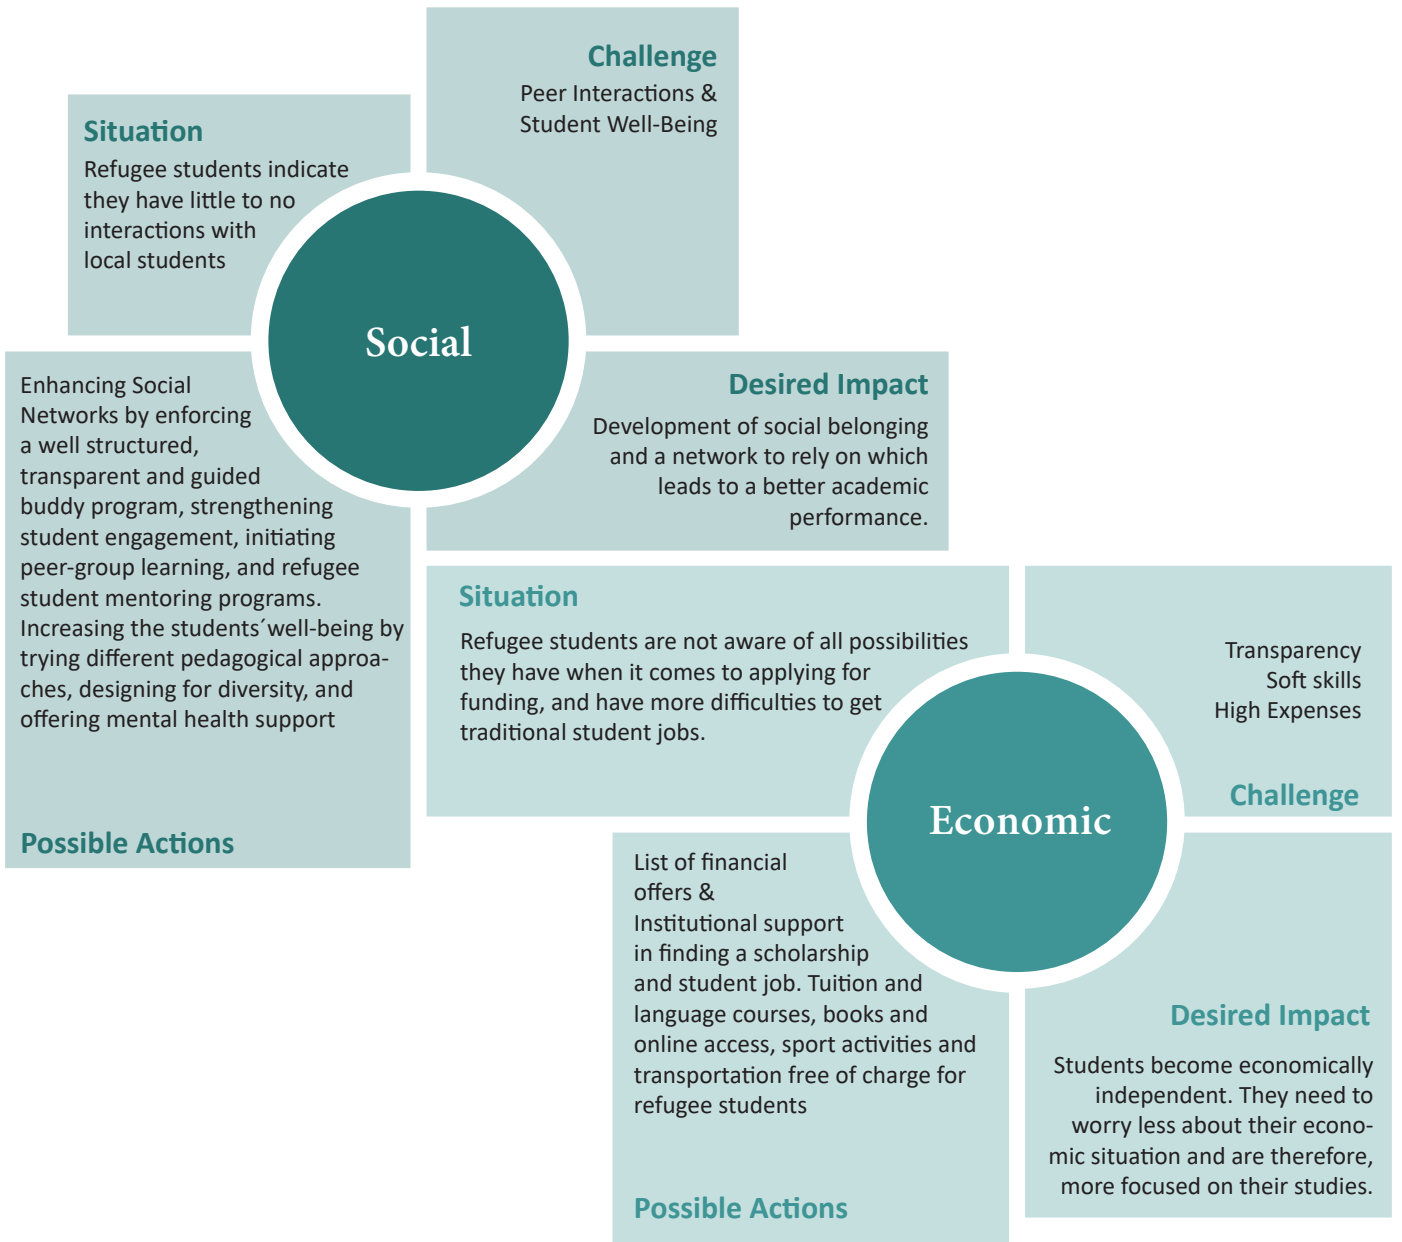 Challenge
Peer Interactions &
Student Well-Being
Situation
Refugee students indicate
they have little to no
interactions with
local students
Social
Enhancing Social
Networks by enforcing
a well structured,
transparent and guided
buddy program, strengthening
student engagement, initiating
peer-group learning, and refugee
student mentoring programs.
Increasing the students´well-being by
trying different pedagogical approa-
ches, designing for diversity, and
offering mental health support
Possible Actions
Desired Impact
Development of social belonging
and a network to rely on which
leads to a better academic
performance.
Situation
Refugee students are not aware of all possibilities
they have when it comes to applying for
funding, and have more difficulties to get
traditional student jobs.
Transparency
Soft skills
High Expenses
Challenge
Economic
List of financial
offers &
Institutional support
in finding a scholarship
and student job. Tuition and
language courses, books and
online access, sport activities and
transportation free of charge for
refugee students
Possible Actions
Desired Impact
Students become economically
independent. They need to
worry less about their econo-
mic situation and are therefore,
more focused on their studies.